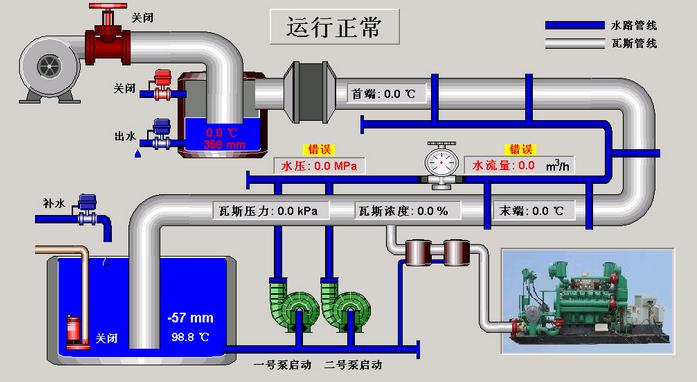 关闭
运行正常
水路管线
瓦斯管线
关闭
首端: 0.0 ℃
出水
0.0 ℃
358 mm
错误
错误
水压: 0.0 MPa
水流量: 0.0 m³/h
补水
瓦斯压力: 0.0 kPa
瓦斯浓度: 0.0 %
末端: 0.0 ℃
-57 mm
关闭
98.8 ℃
一号泵启动
二号泵启动